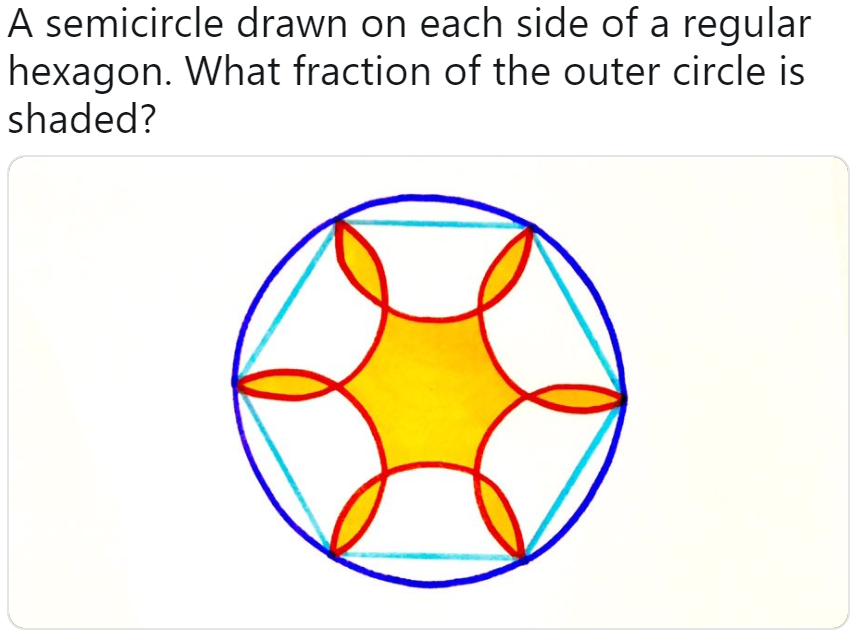 A semicircle drawn on each side of a regular
hexagon. What fraction of the outer circle is
shaded?